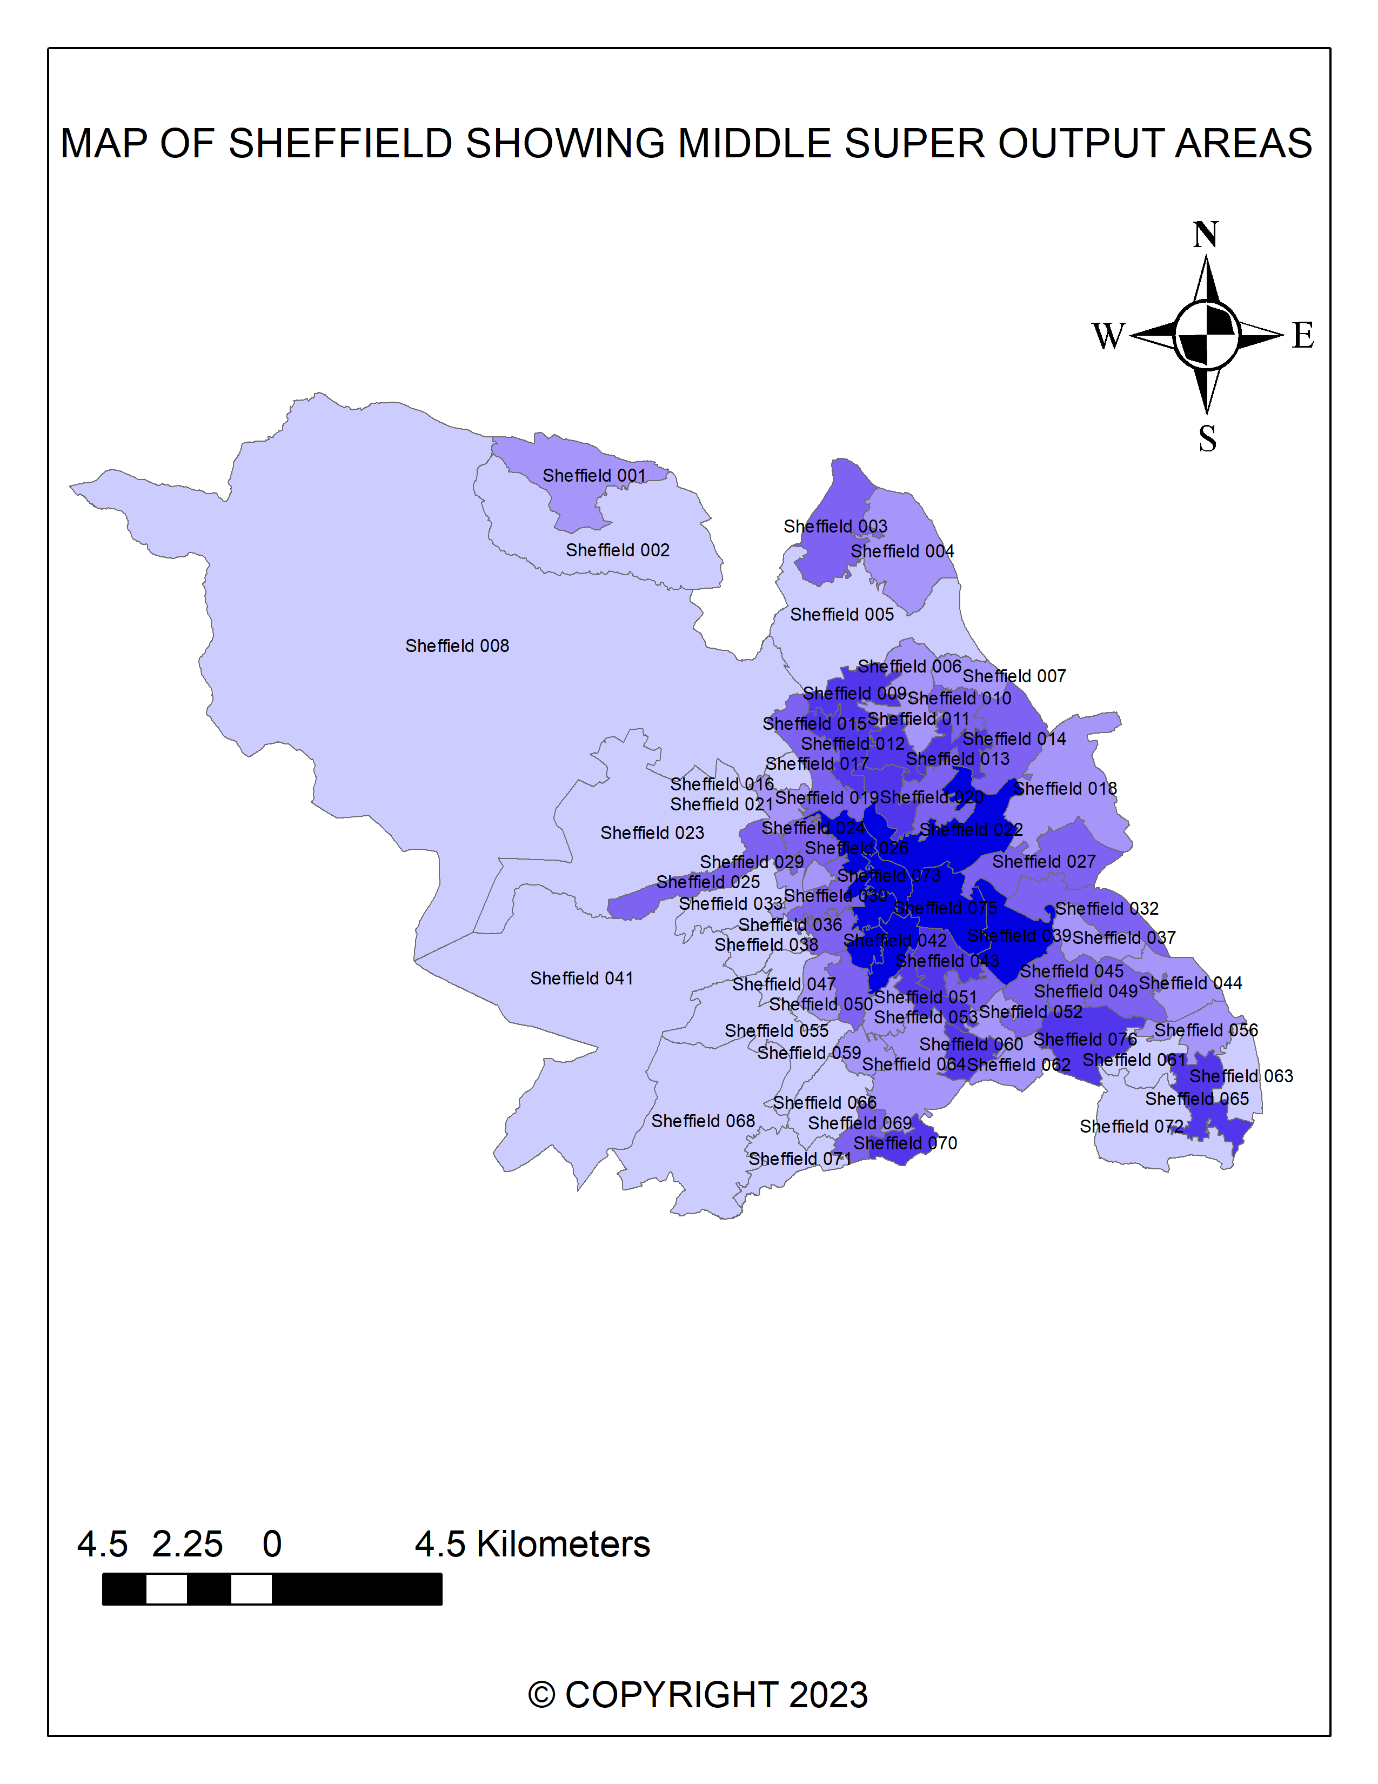 MAP OF SHEFFIELD SHOWING MIDDLE SUPER OUTPUT AREAS
N
W E
S
Sheffield 001
Sheffield 003
Sheffield 002
Sheffield 004
Sheffield 005
Sheffield 008
Sheffield 006
Sheffield 007
Sheffield 009
Sheffield 010
Sheffield 011
Sheffield 015
Sheffield 014
Sheffield 012
Sheffield 013
Sheffield 017
Sheffield 016
Sheffield 018
Sheffield 021
Sheffield 019
Sheffield 020
Sheffield 023
Sheffield 024
Sheffield 022
Sheffield 026
Sheffield 029
Sheffield 027
Sheffield 025
Sheffield 073
Sheffield 033
Sheffield 030
Sheffield 075
Sheffield 032
Sheffield 036
Sheffield 038
Sheffield 042
Sheffield 039
Sheffield 037
Sheffield 043
Sheffield 041
Sheffield 045
Sheffield 047
Sheffield 044
Sheffield 049
Sheffield 050
Sheffield 051
Sheffield 053
Sheffield 052
Sheffield 055
Sheffield 056
Sheffield 059
Sheffield 060
Sheffield 076
Sheffield 064
Sheffield 062
Sheffield 061
Sheffield 063
Sheffield 066
Sheffield 065
Sheffield 068
Sheffield 069
Sheffield 072
Sheffield 070
Sheffield 071
4.5 2.25 0 4.5 Kilometers
© COPYRIGHT 2023